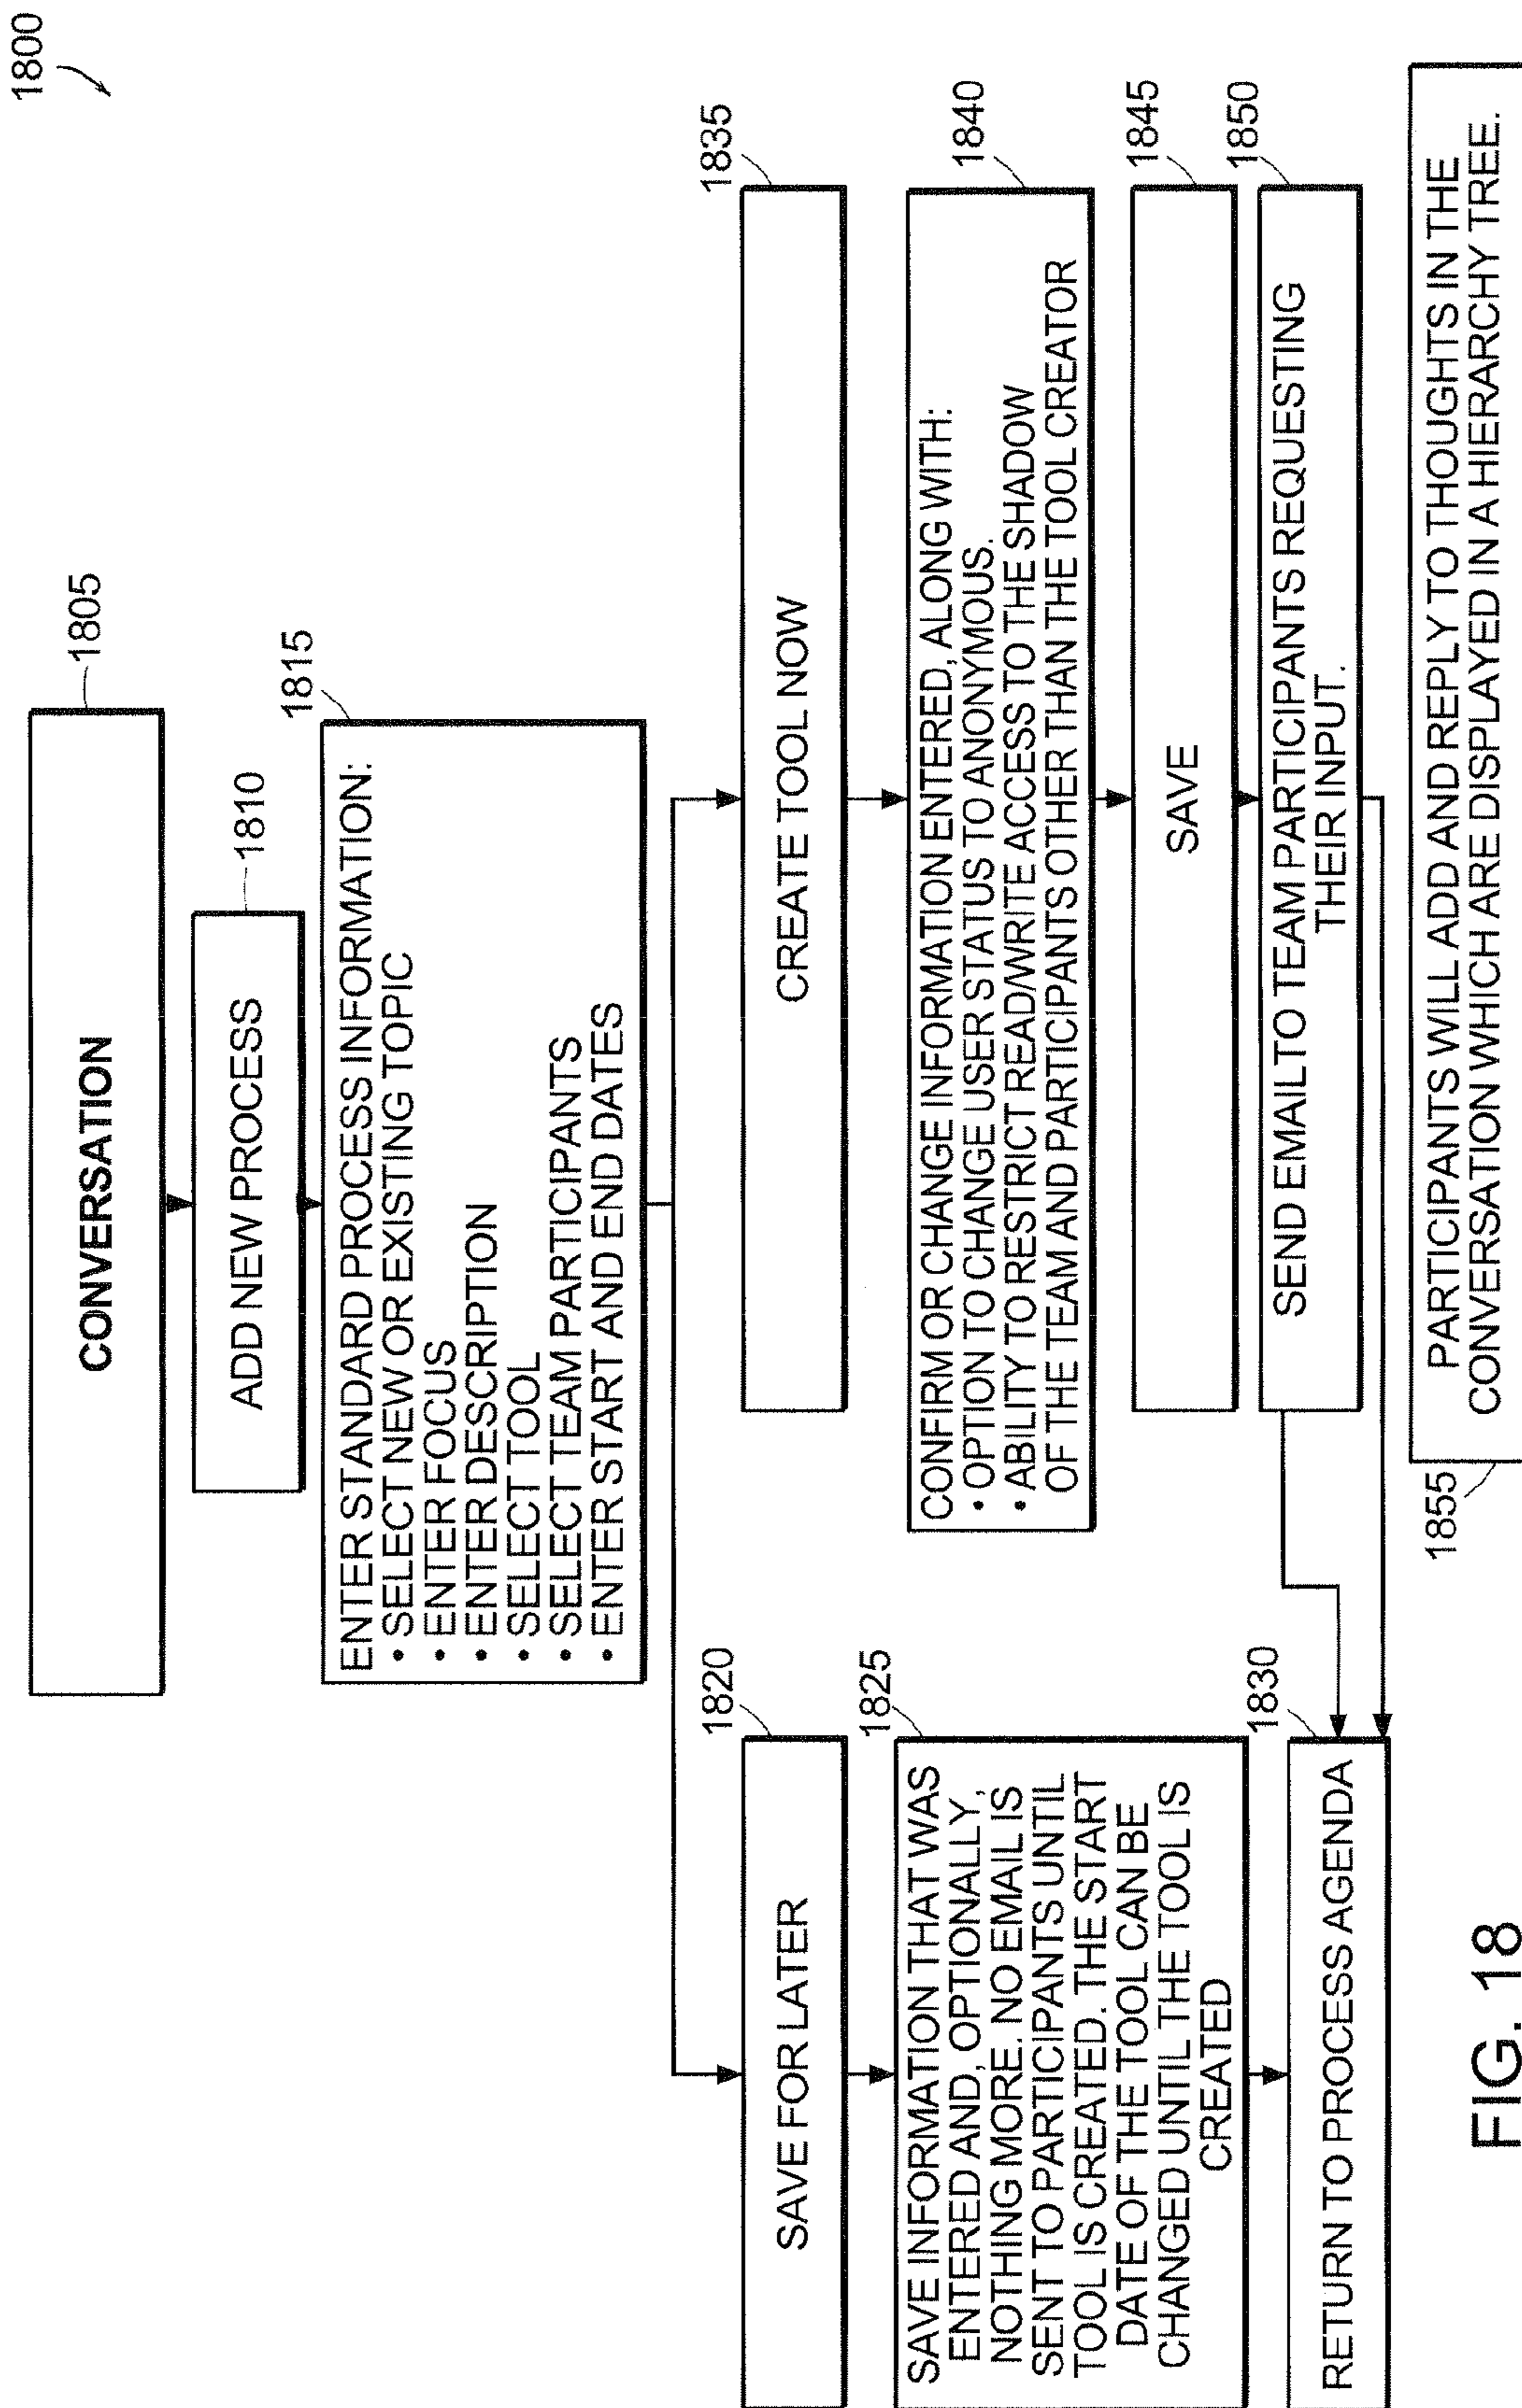 1800
CONVERSATION
1805
ADD NEW PROCESS
1810
1815
ENTER STANDARD PROCESS INFORMATION:
• SELECT NEW OR EXISTING TOPIC
• ENTER FOCUS
• ENTER DESCRIPTION
• SELECT TOOL
• SELECT TEAM PARTICIPANTS
• ENTER START AND END DATES
1820
SAVE FOR LATER
1825
SAVE INFORMATION THAT WAS
ENTERED AND, OPTIONALLY,
NOTHING MORE. NO EMAIL IS
SENT TO PARTICIPANTS UNTIL
TOOL IS CREATED. THE START
DATE OF THE TOOL CAN BE
CHANGED UNTIL THE TOOL IS
CREATED
1830
RETURN TO PROCESS AGENDA
1835
CREATE TOOL NOW
1840
CONFIRM OR CHANGE INFORMATION ENTERED, ALONG WITH:
• OPTION TO CHANGE USER STATUS TO ANONYMOUS.
• ABILITY TO RESTRICT READ/WRITE ACCESS TO THE SHADOW
OF THE TEAM AND PARTICIPANTS OTHER THAN THE TOOL CREATOR
1845
SAVE
1850
SEND EMAIL TO TEAM PARTICIPANTS REQUESTING
THEIR INPUT.
1855
PARTICIPANTS WILL ADD AND REPLY TO THOUGHTS IN THE
CONVERSATION WHICH ARE DISPLAYED IN A HIERARCHY TREE.
FIG. 18